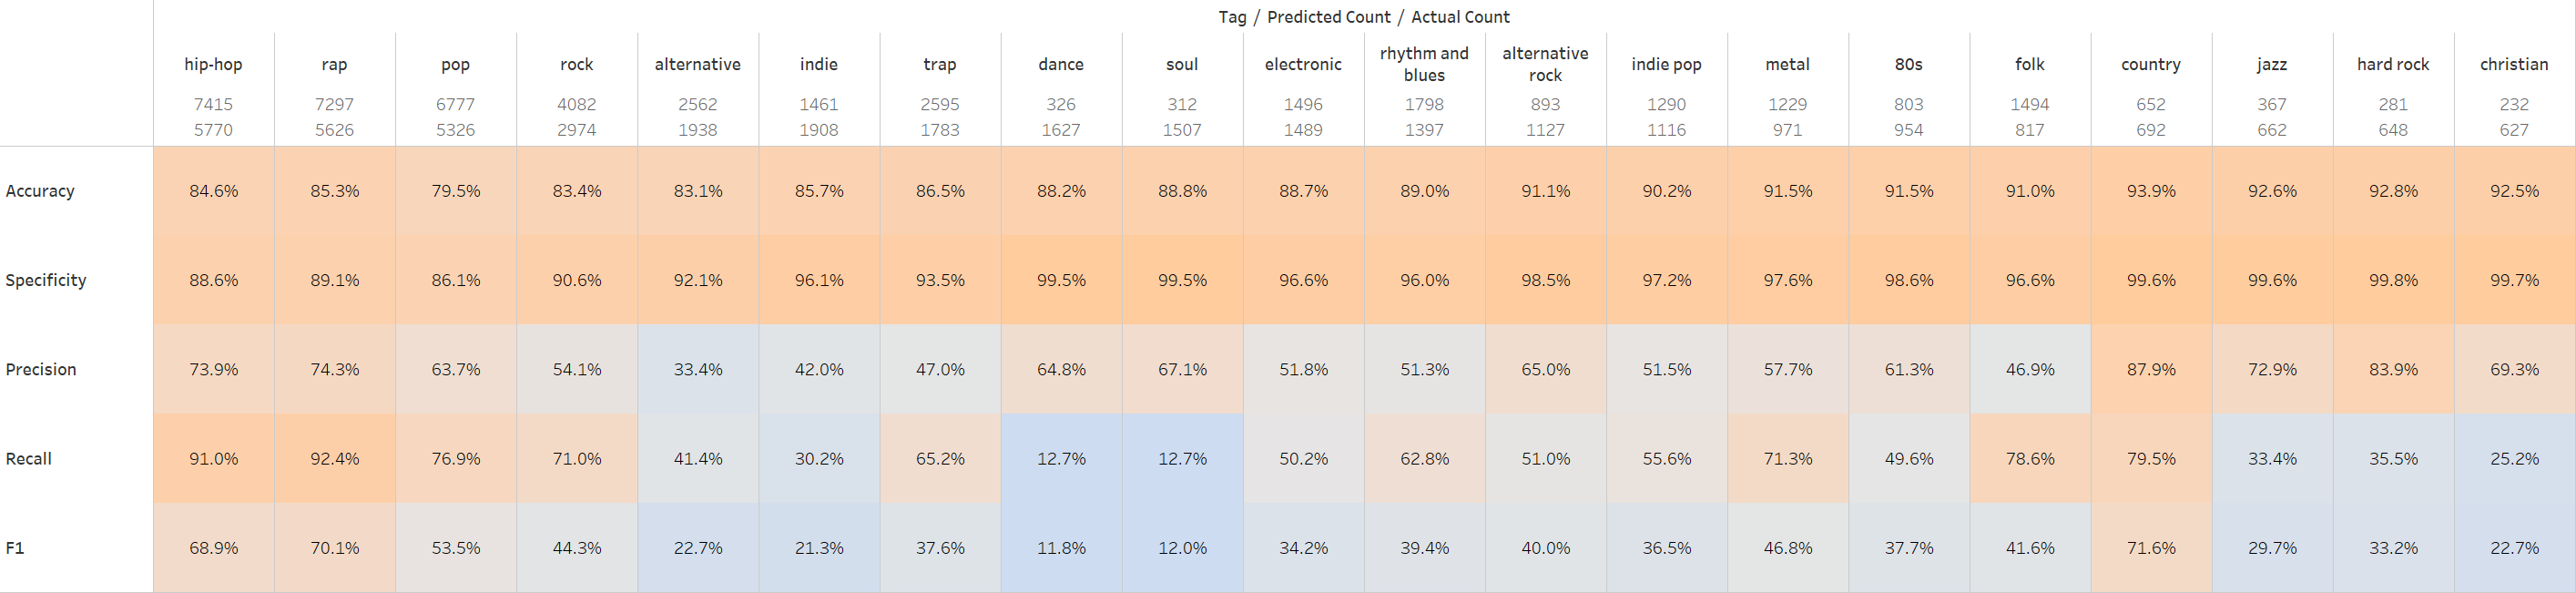 Tag / Predicted Count / Actual Count
hip-hop rap pop rock alternative indie trap dance soul electronic rhythm and blues alternative rock indie pop metal 80s folk country jazz hard rock christian
7415 7297 6777 4082 2562 1461 2595 326 312 1496 1798 893 1290 1229 803 1494 652 367 281 232
5770 5626 5326 2974 1938 1908 1783 1627 1507 1489 1397 1127 1116 971 954 817 692 662 648 627
Accuracy 84.6% 85.3% 79.5% 83.4% 83.1% 85.7% 86.5% 88.2% 88.8% 88.7% 89.0% 91.1% 90.2% 91.5% 91.5% 91.0% 93.9% 92.6% 92.8% 92.5%
Specificity 88.6% 89.1% 86.1% 90.6% 92.1% 96.1% 93.5% 99.5% 99.5% 96.6% 96.0% 98.5% 97.2% 97.6% 98.6% 96.6% 99.6% 99.6% 99.8% 99.7%
Precision 73.9% 74.3% 63.7% 54.1% 33.4% 42.0% 47.0% 64.8% 67.1% 51.8% 51.3% 65.0% 51.5% 57.7% 61.3% 46.9% 87.9% 72.9% 83.9% 69.3%
Recall 91.0% 92.4% 76.9% 71.0% 41.4% 30.2% 65.2% 12.7% 12.7% 50.2% 62.8% 51.0% 55.6% 71.3% 49.6% 78.6% 79.5% 33.4% 35.5% 25.2%
F1 68.9% 70.1% 53.5% 44.3% 22.7% 21.3% 37.6% 11.8% 12.0% 34.2% 39.4% 40.0% 36.5% 46.8% 37.7% 41.6% 71.6% 29.7% 33.2% 22.7%